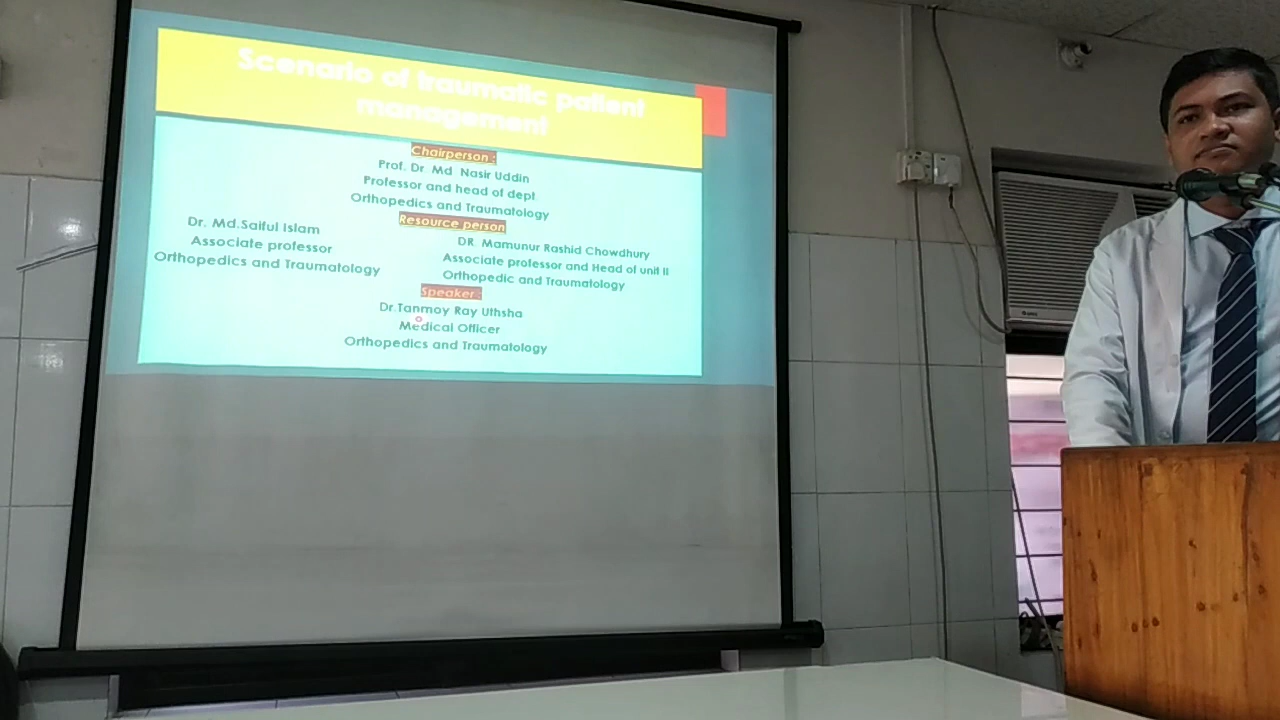 Scenario of traumatic patient
management
Chairperson :
Prof. Dr. Md Nasir Uddin
Professor and head of dept
Orthopedics and Traumatology
Resource person
Dr. Md.Saiful Islam
Associate professor
Orthopedics and Traumatology
DR. Mamunur Rashid Chowdhury
Associate professor and Head of unit II
Orthopedic and Traumatology
Speaker :
Dr.Tanmoy Ray Uthsha
Medical Officer
Orthopedics and Traumatology